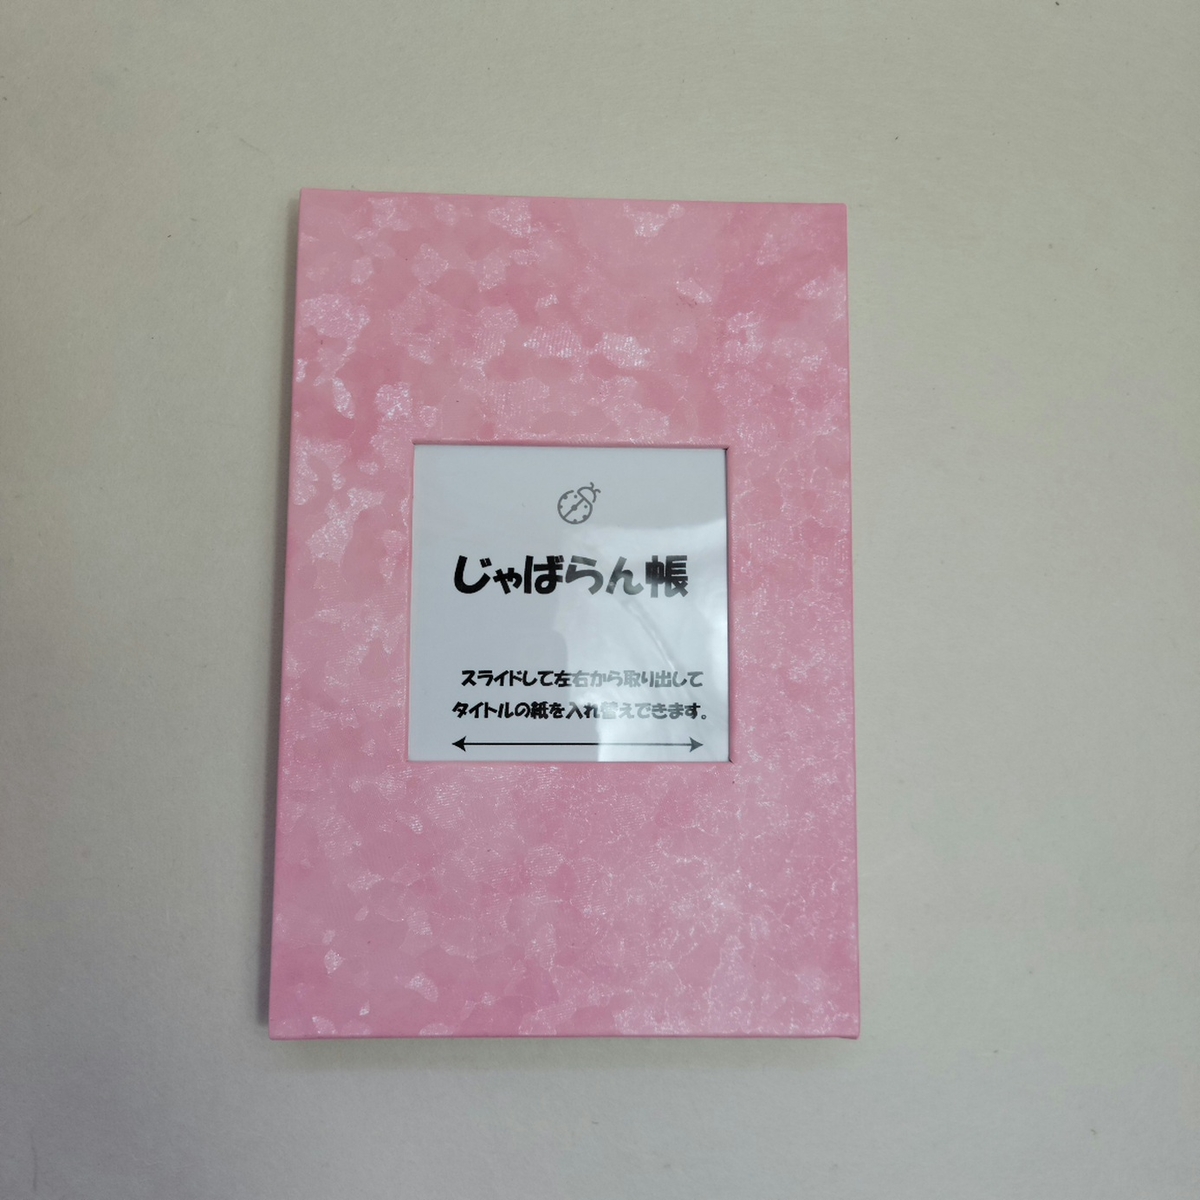 じゃばらん帳
スライドして左右から取り出して
タイトルの紙を入れ替えできます。